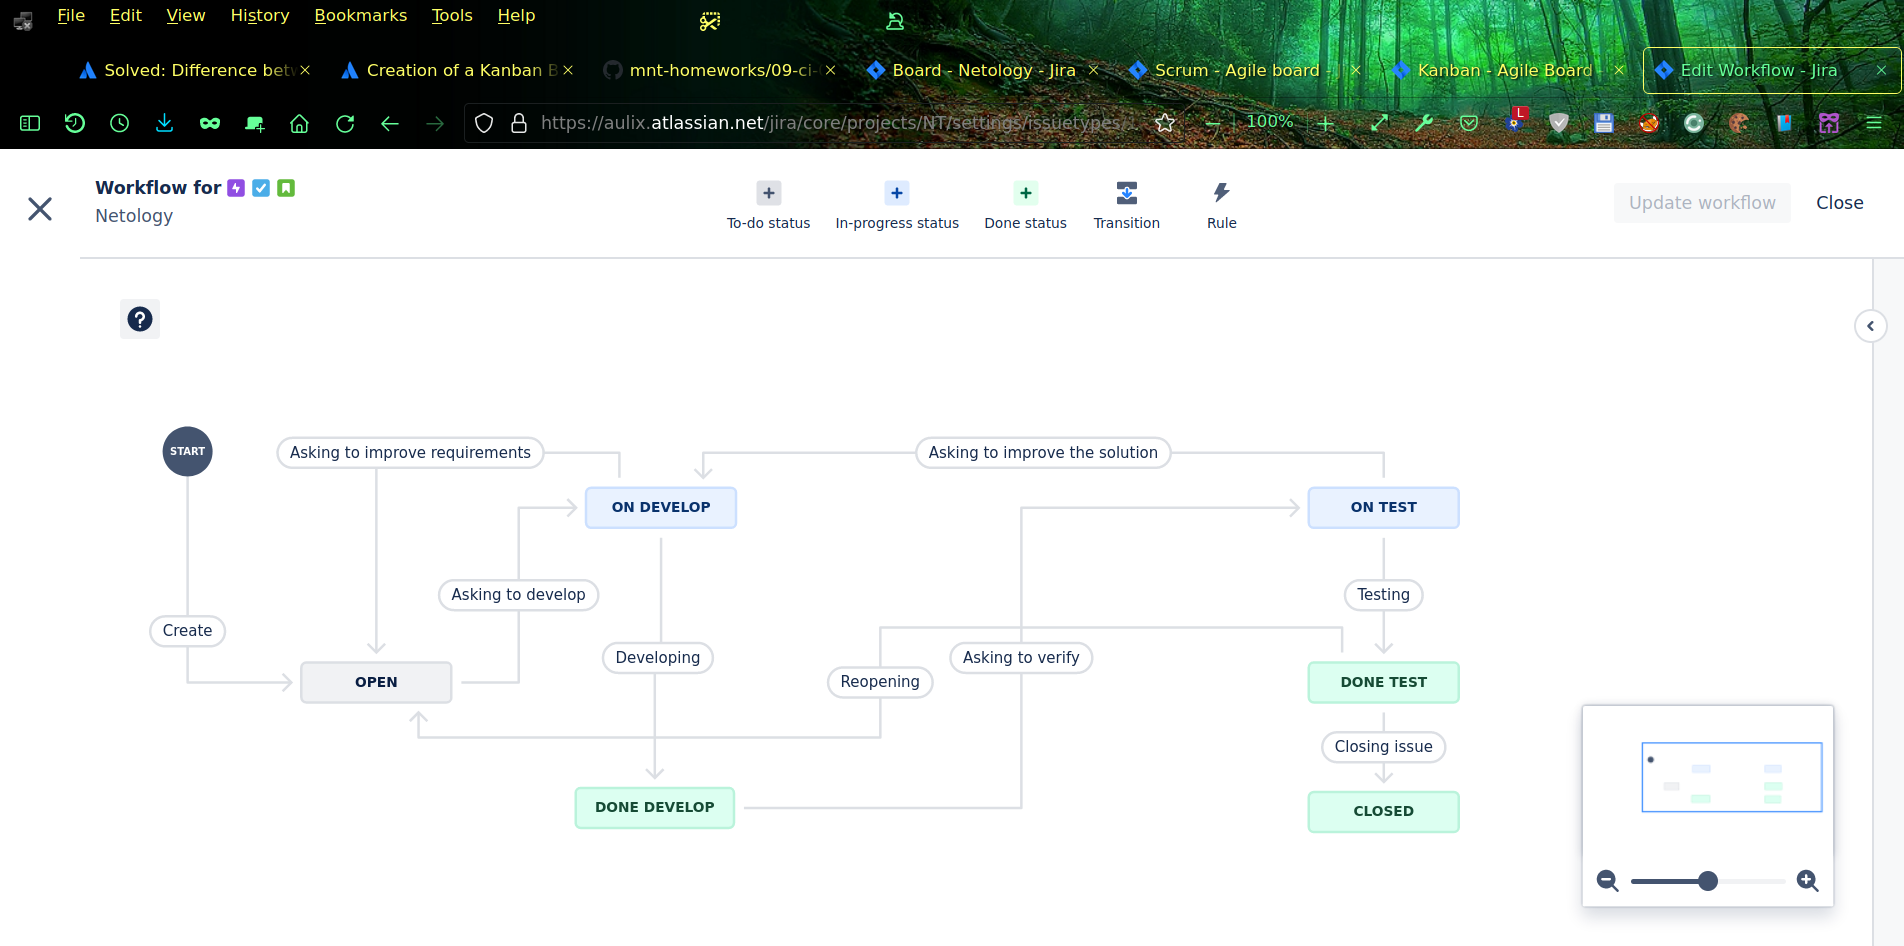 File Edit View History Bookmarks Tools Help
Solved: Difference betw
Creation of a Kanban B
mnt-homeworks/09-ci-
Board - Netology - Jira
Scrum - Agile board -
Kanban - Agile Board -
Edit Workflow - Jira
https://aulix.atlassian.net/jira/core/projects/NT/settings/issuetypes/
100%
L
Workflow for
Netology
To-do status
In-progress status
Done status
Transition
Rule
Update workflow
Close
?
START
Asking to improve requirements
Asking to improve the solution
ON DEVELOP
ON TEST
Asking to develop
Testing
Create
Developing
Asking to verify
OPEN
Reopening
DONE TEST
Closing issue
DONE DEVELOP
CLOSED